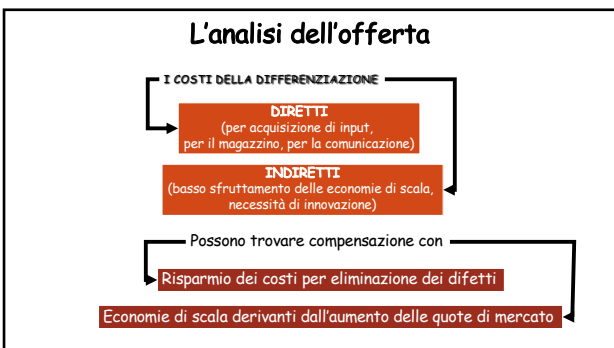 L'analisi dell'offerta
I COSTI DELLA DIFFERENZIAZIONE
DIRETTI
(per acquisizione di input,
per il magazzino, per la comunicazione)
INDIRETTI
(basso sfruttamento delle economie di scala,
necessità di innovazione)
Possono trovare compensazione con
Risparmio dei costi per eliminazione dei difetti
Economie di scala derivanti dall'aumento delle quote di mercato